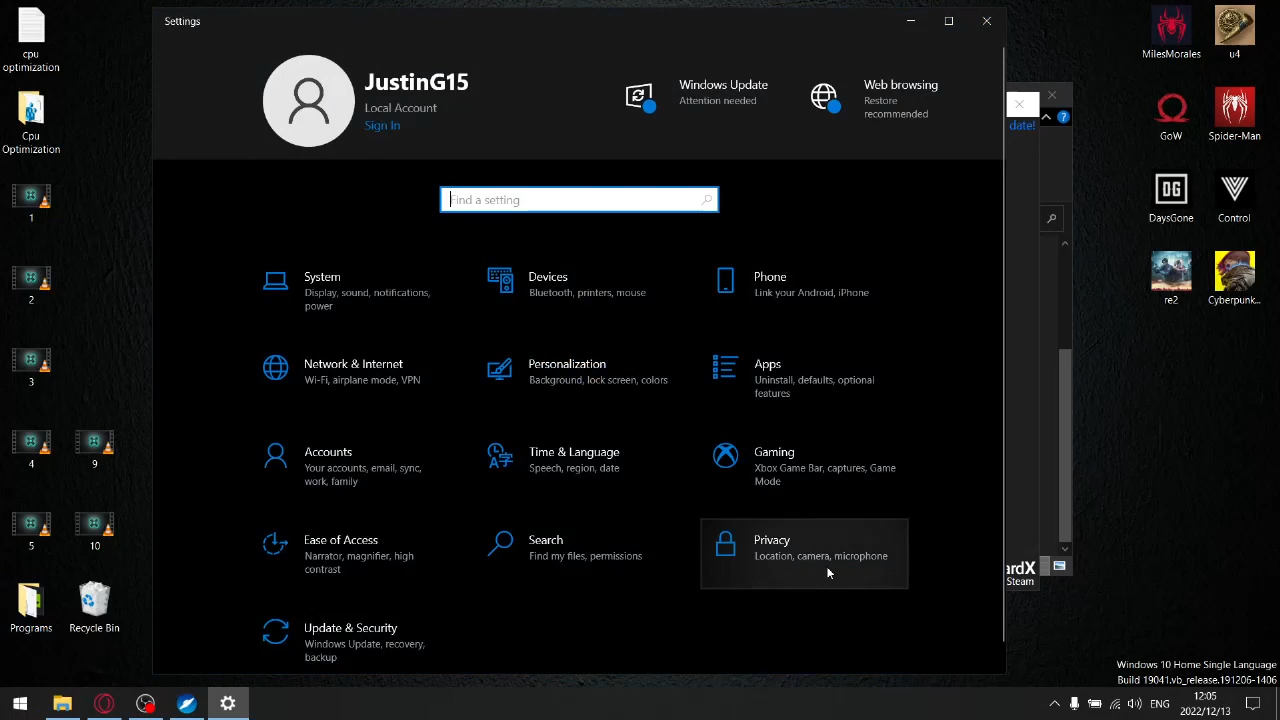 cpu
optimization
Cpu
Optimization
1
2
3
4
9
5
10
Programs
Recycle Bin
Settings
JustinG15
Local Account
Sign In
Windows Update
Attention needed
Web browsing
Restore
recommended
Find a setting
System
Display, sound, notifications,
power
Devices
Bluetooth, printers, mouse
Phone
Link your Android, iPhone
Network & Internet
Wi-Fi, airplane mode, VPN
Personalization
Background, lock screen, colors
Apps
Uninstall, defaults, optional
features
Accounts
Your accounts, email, sync,
work, family
Time & Language
Speech, region, date
Gaming
Xbox Game Bar, captures, Game
Mode
Ease of Access
Narrator, magnifier, high
contrast
Search
Find my files, permissions
Privacy
Location, camera, microphone
Update & Security
Windows Update, recovery,
backup
date!
ardX
Steam
MilesMorales
u4
GoW
Spider-Man
DG
DaysGone
Control
re2
Cyberpunk...
Windows 10 Home Single Language
Build 19041.vb_release.191206-1406
ENG
12:05
2022/12/13